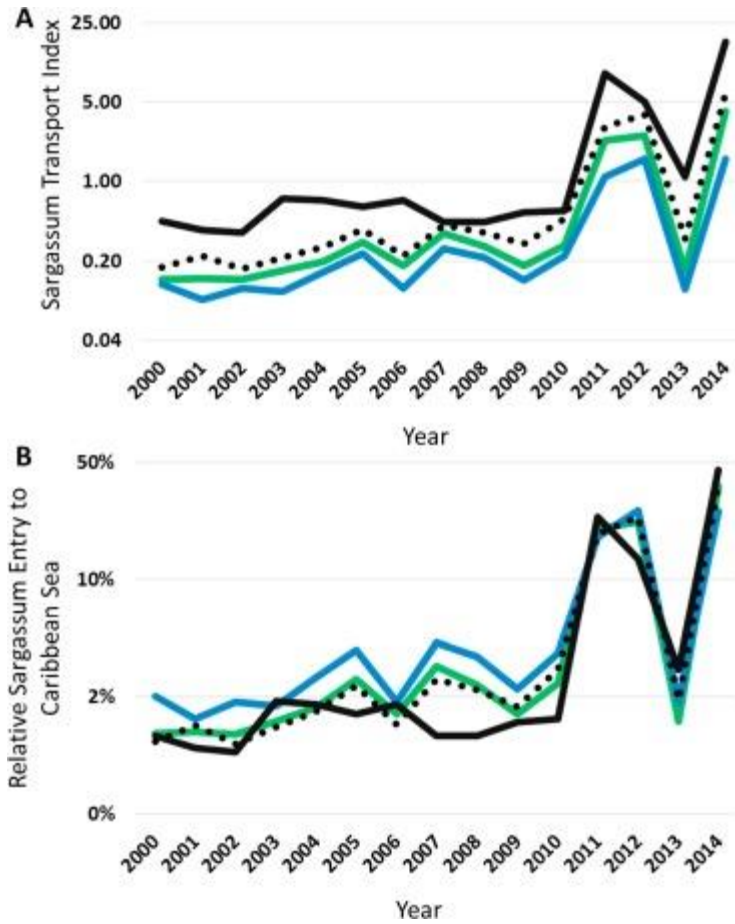 A
Sargassum Transport Index
25.00
5.00
1.00
0.20
0.04
2000 2001 2002 2003 2004 2005 2006 2007 2008 2009 2010 2011 2012 2013 2014
Year
B
Relative Sargassum Entry to
Caribbean Sea
50%
10%
2%
0%
2000 2001 2002 2003 2004 2005 2006 2007 2008 2009 2010 2011 2012 2013 2014
Year